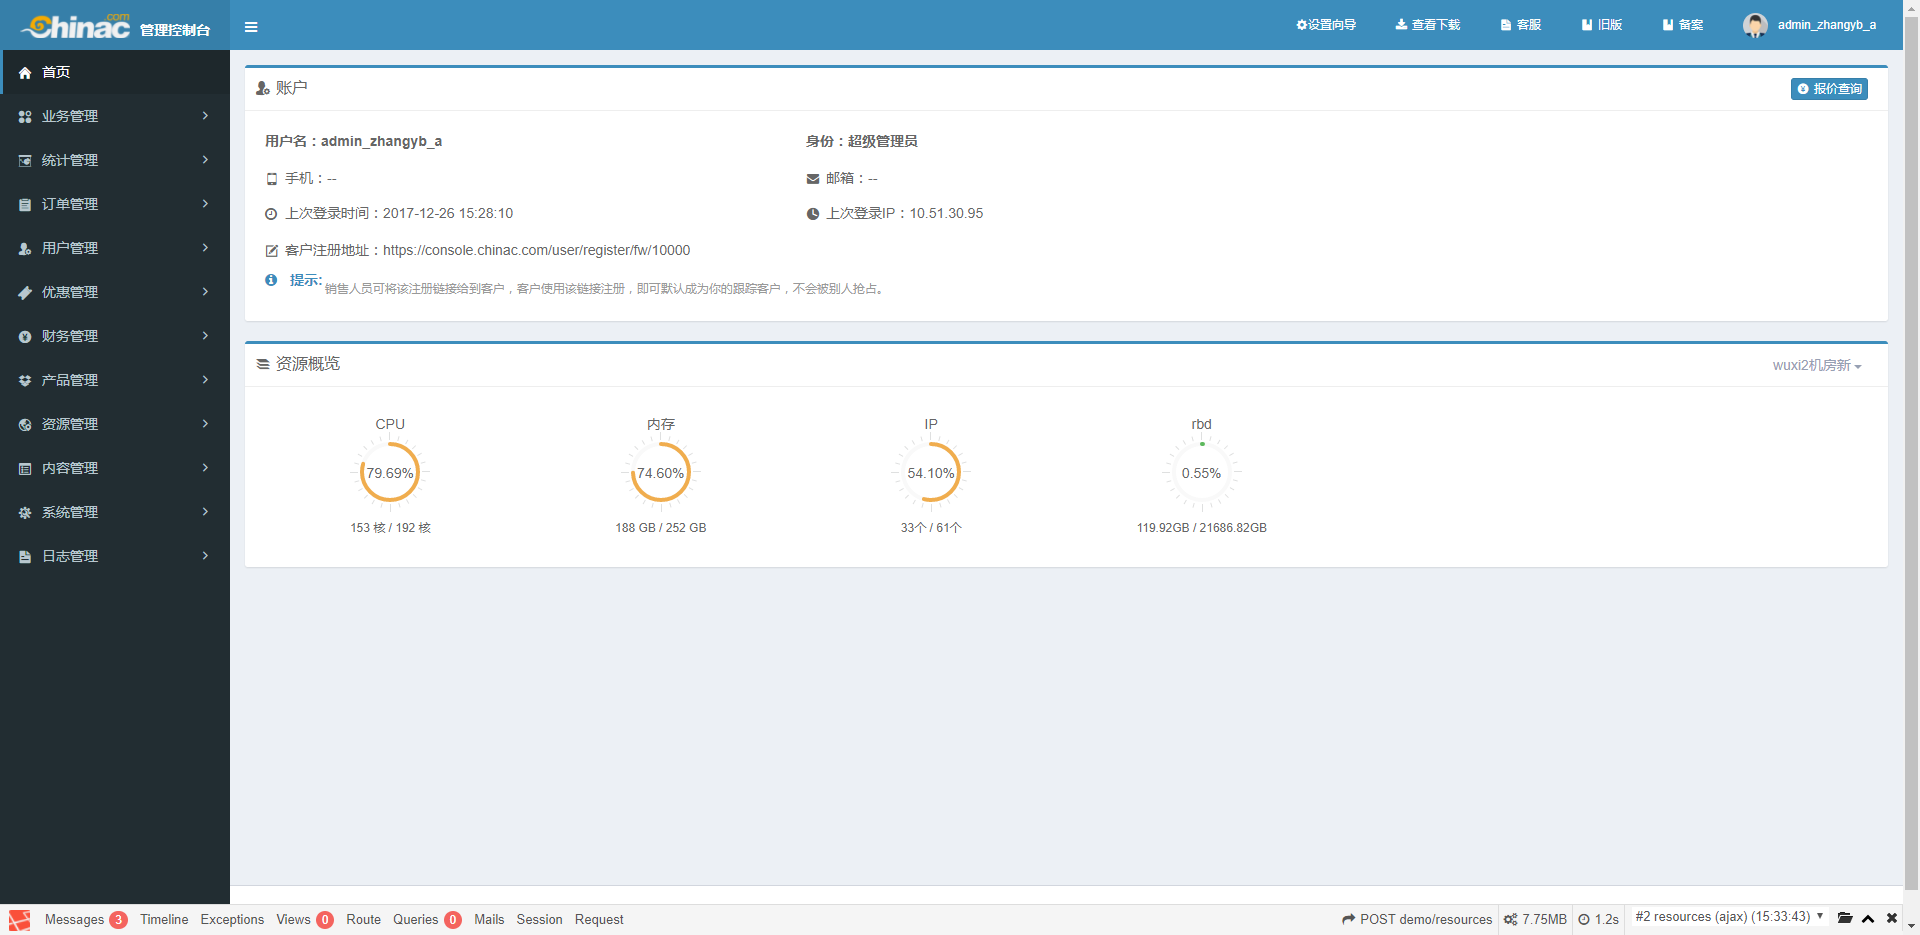 Chinac.com 管理控制台
设置向导 查看下载 客服 旧版 备案 admin_zhangyb_a
首页
业务管理
统计管理
订单管理
用户管理
优惠管理
财务管理
产品管理
资源管理
内容管理
系统管理
日志管理
账户 报价查询
用户名：admin_zhangyb_a 身份：超级管理员
手机：-- 邮箱：--
上次登录时间：2017-12-26 15:28:10 上次登录IP：10.51.30.95
客户注册地址：https://console.chinac.com/user/register/fw/10000
提示: 销售人员可将该注册链接给到客户，客户使用该链接注册，即可默认成为你的跟踪客户，不会被别人抢占。
资源概览 wuxi2机房新
CPU 内存 IP rbd
79.69% 74.60% 54.10% 0.55%
153 核 / 192 核 188 GB / 252 GB 33个 / 61个 119.92GB / 21686.82GB
Messages 3 Timeline Exceptions Views 0 Route Queries 0 Mails Session Request POST demo/resources 7.75MB 1.2s #2 resources (ajax) (15:33:43)